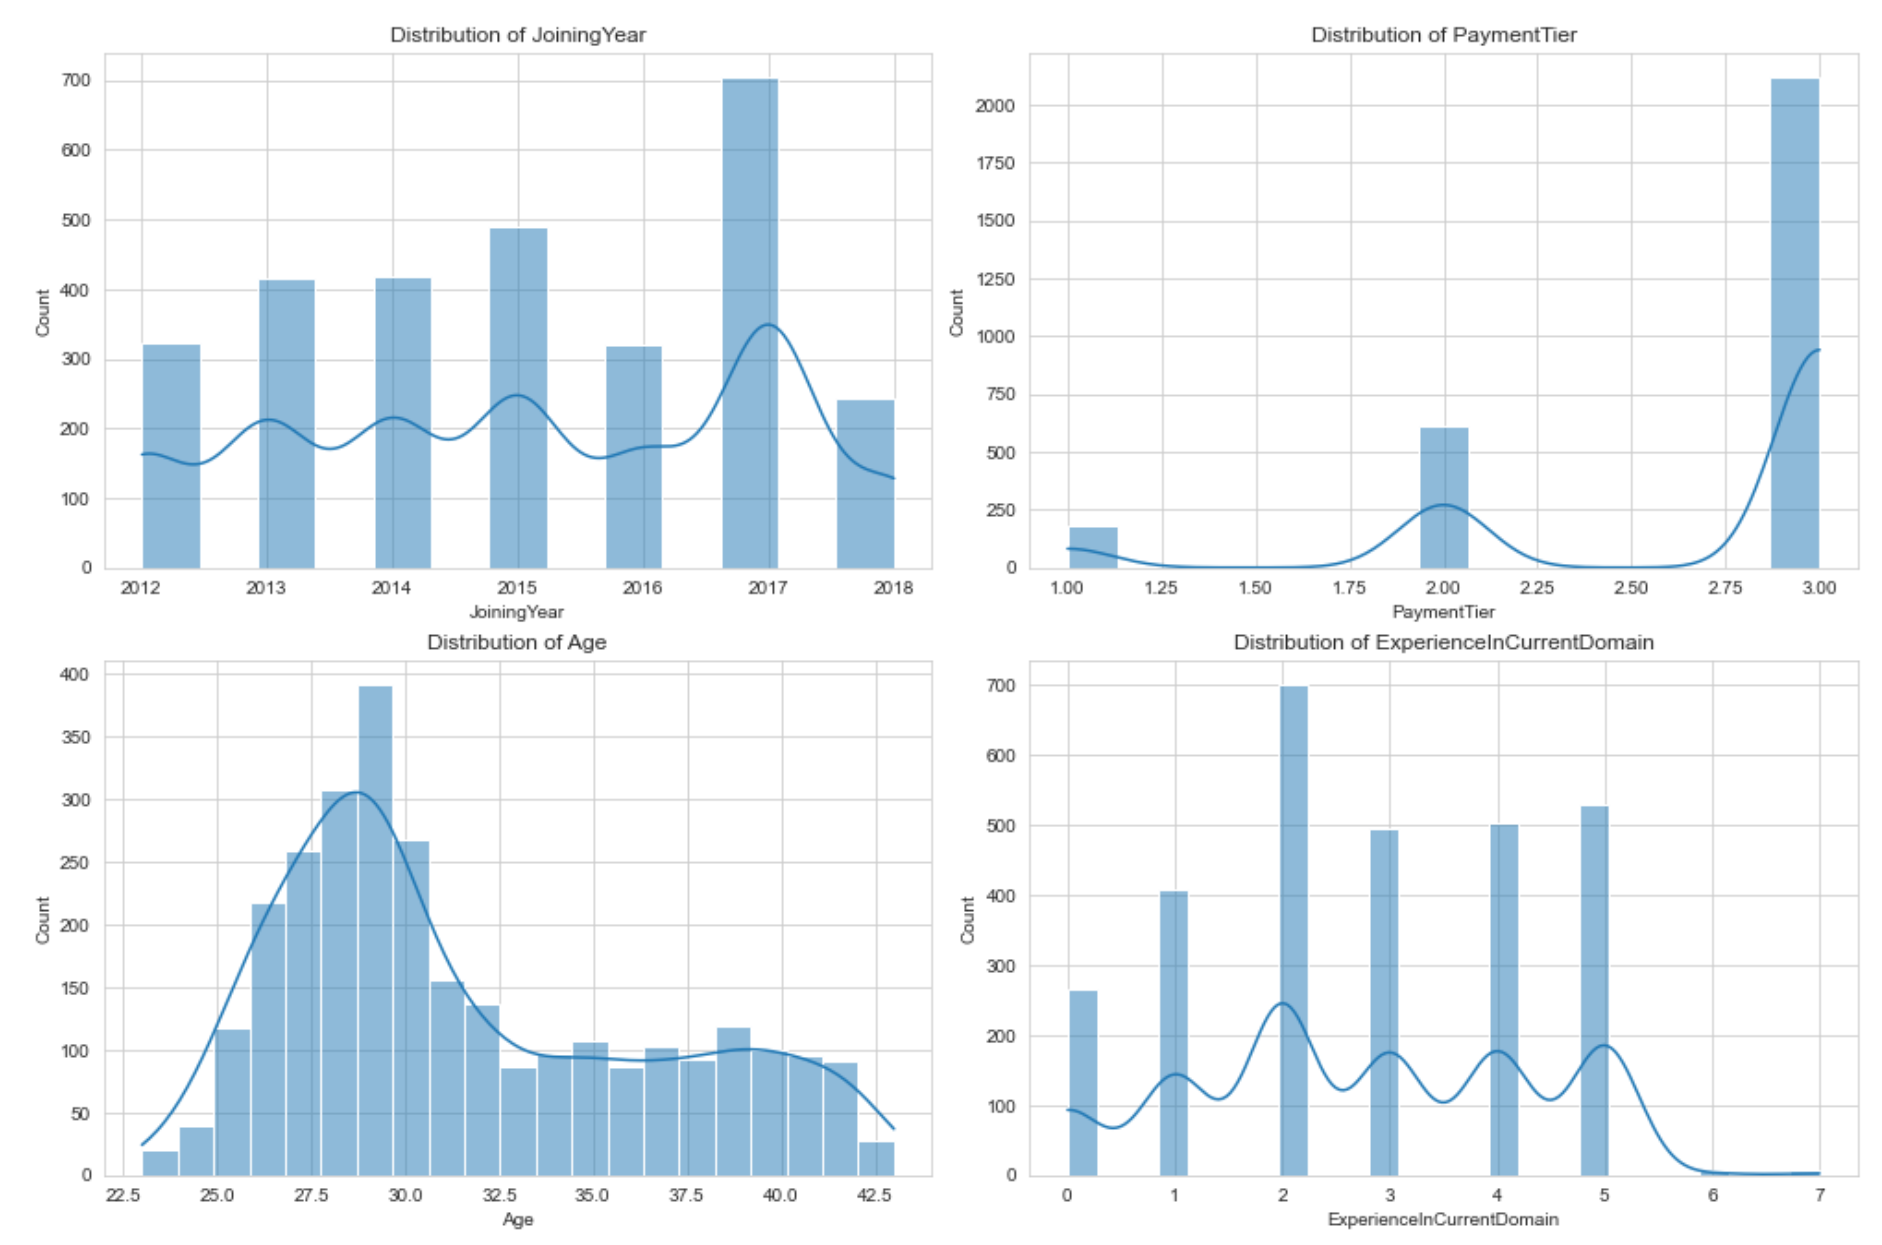 Distribution of JoiningYear
700
600
500
400
300
200
100
0
Count
2012 2013 2014 2015 2016 2017 2018
JoiningYear
Distribution of PaymentTier
2000
1750
1500
1250
1000
750
500
250
0
Count
1.00 1.25 1.50 1.75 2.00 2.25 2.50 2.75 3.00
PaymentTier
Distribution of Age
400
350
300
250
200
150
100
50
0
Count
22.5 25.0 27.5 30.0 32.5 35.0 37.5 40.0 42.5
Age
Distribution of ExperienceInCurrentDomain
700
600
500
400
300
200
100
0
Count
0 1 2 3 4 5 6 7
ExperienceInCurrentDomain